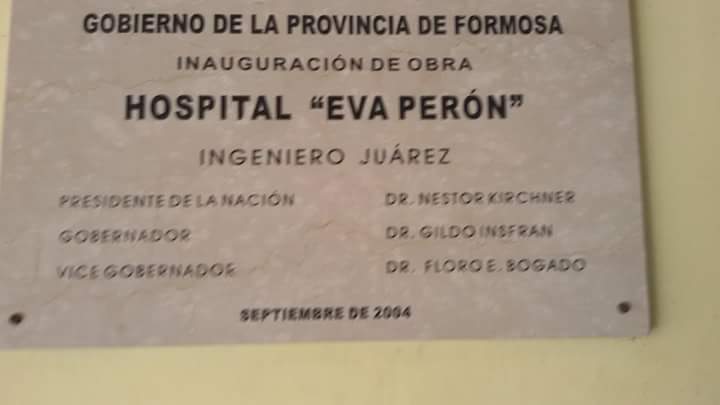 GOBIERNO DE LA PROVINCIA DE FORMOSA
INAUGURACIÓN DE OBRA
HOSPITAL "EVA PERÓN"
INGENIERO JUÁREZ
PRESIDENTE DE LA NACIÓN DR. NESTOR KIRCHNER
GOBERNADOR DR. GILDO INSFRAN
VICE GOBERNADOR DR. FLORO E. BOGADO
SEPTIEMBRE DE 2004